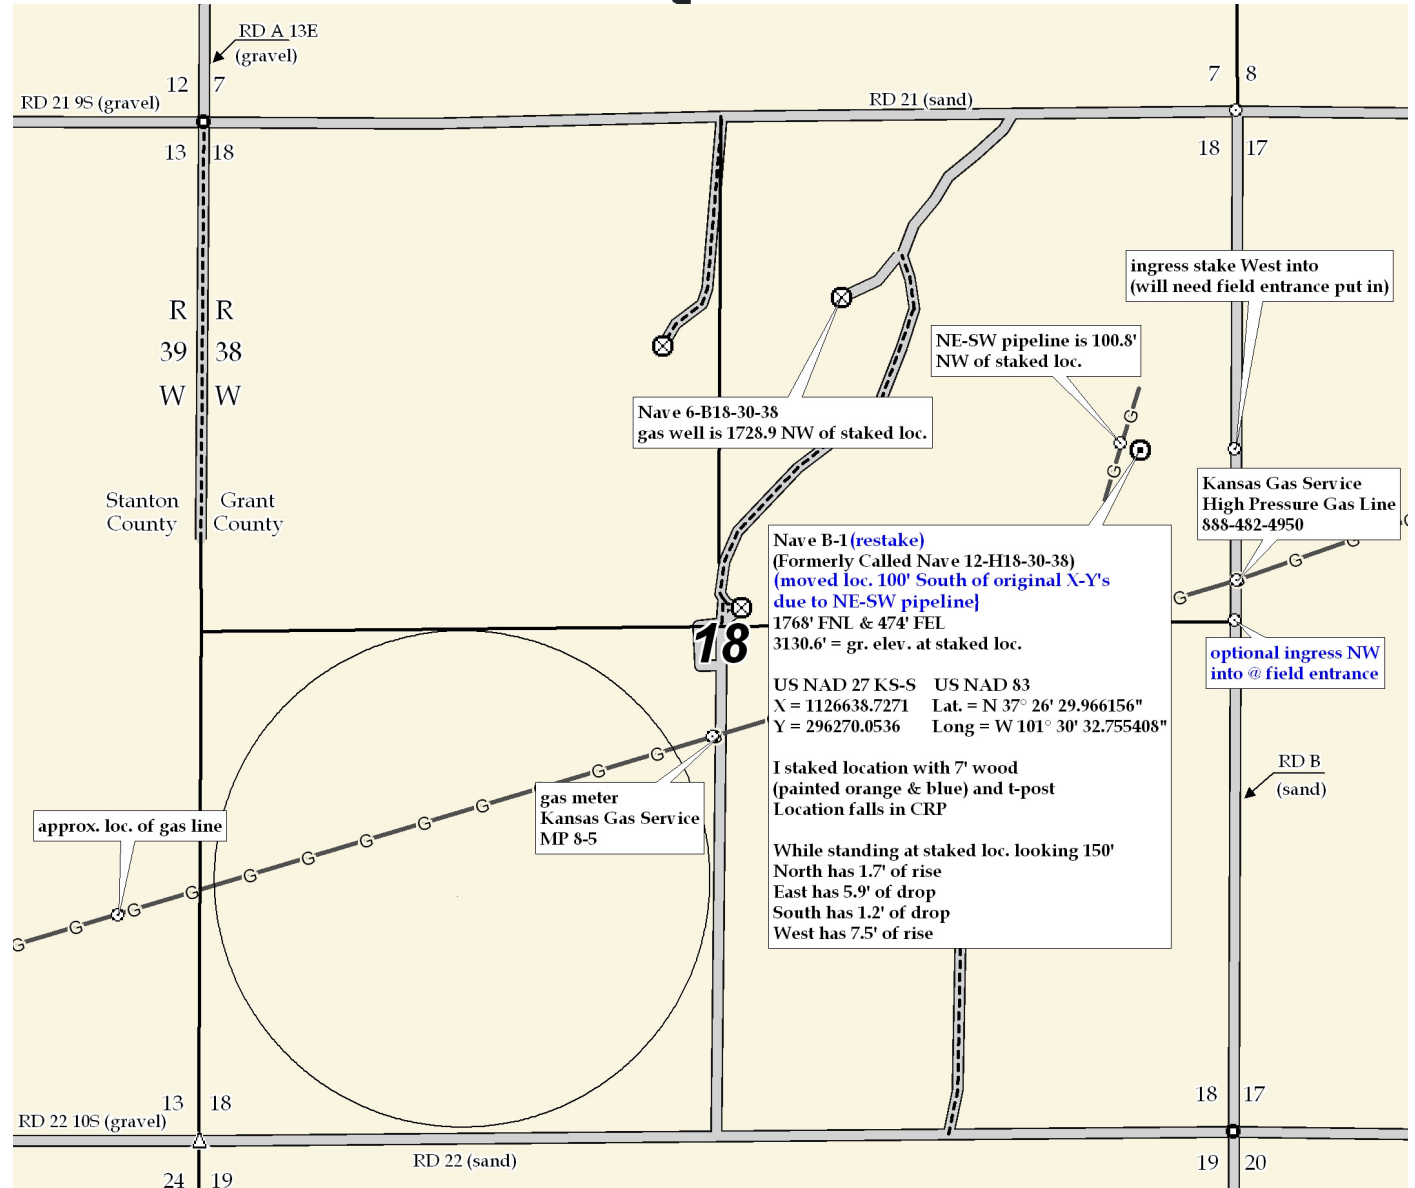 RD A 13E
(gravel)
12 7
RD 21 9S (gravel)
13 18
RD 21 (sand)
7 8
18 17
ingress stake West into
(will need field entrance put in)
R R
39 38
W W
NE-SW pipeline is 100.8'
NW of staked loc.
Nave 6-B18-30-38
gas well is 1728.9 NW of staked loc.
G
G
Stanton County
Grant County
Kansas Gas Service
High Pressure Gas Line
888-482-4950
G
G
G
G
Nave B-1(restake)
(Formerly Called Nave 12-H18-30-38)
(moved loc. 100' South of original X-Y's
due to NE-SW pipeline}
1768' FNL & 474' FEL
3130.6' = gr. elev. at staked loc.
US NAD 27 KS-S US NAD 83
X = 1126638.7271 Lat. = N 37° 26' 29.966156"
Y = 296270.0536 Long = W 101° 30' 32.755408"
I staked location with 7' wood
(painted orange & blue) and t-post
Location falls in CRP
While standing at staked loc. looking 150'
North has 1.7' of rise
East has 5.9' of drop
South has 1.2' of drop
West has 7.5' of rise
18
optional ingress NW
into @ field entrance
RD B
(sand)
gas meter
Kansas Gas Service
MP 8-5
approx. loc. of gas line
G G G G G G G G G G G
13 18
RD 22 10S (gravel)
24 19
RD 22 (sand)
18 17
19 20